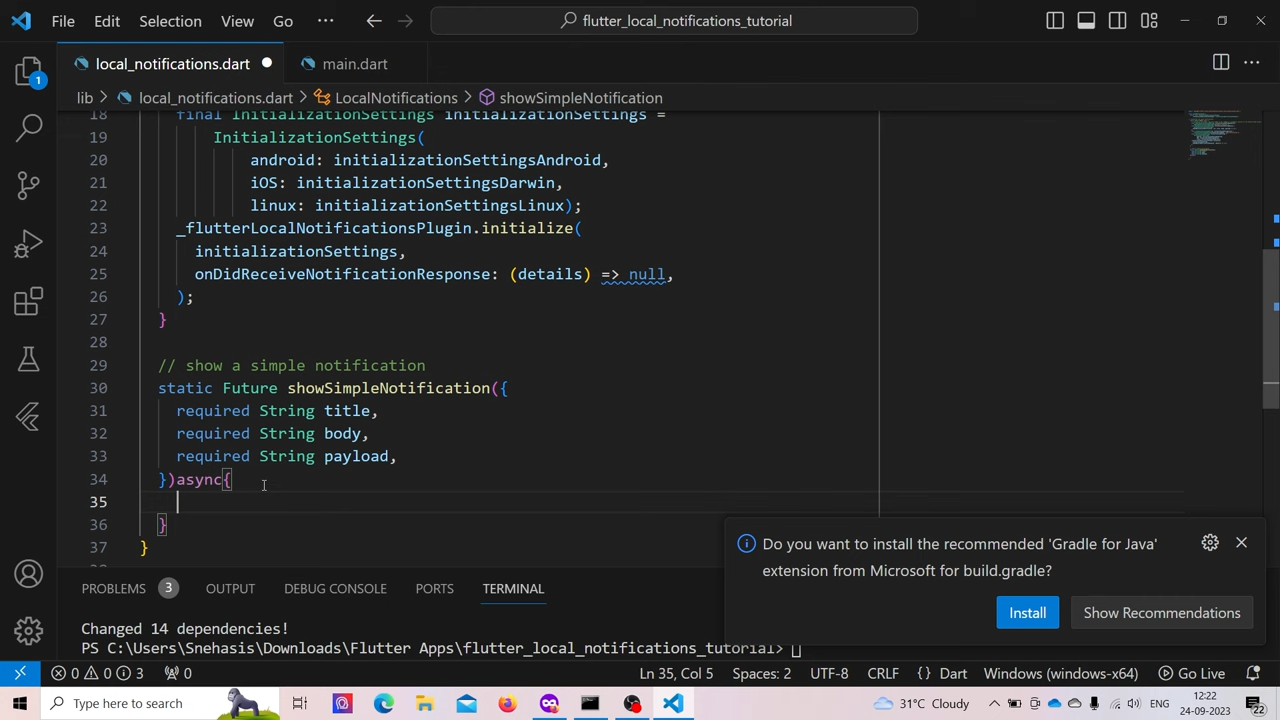 File Edit Selection View Go ··· flutter_local_notifications_tutorial
local_notifications.dart main.dart
1
lib > local_notifications.dart > LocalNotifications > showSimpleNotification
18 final InitializationSettings initializationSettings =
19 InitializationSettings(
20 android: initializationSettingsAndroid,
21 iOS: initializationSettingsDarwin,
22 linux: initializationSettingsLinux);
23 _flutterLocalNotificationsPlugin.initialize(
24 initializationSettings,
25 onDidReceiveNotificationResponse: (details) => null,
26 );
27 }
28
29 // show a simple notification
30 static Future showSimpleNotification({
31 required String title,
32 required String body,
33 required String payload,
34 })async{
35
36 }
37 }
Do you want to install the recommended 'Gradle for Java'
extension from Microsoft for build.gradle?
Install Show Recommendations
PROBLEMS 3 OUTPUT DEBUG CONSOLE PORTS TERMINAL
Changed 14 dependencies!
PS C:\Users\Snehasis\Downloads\Flutter Apps\flutter_local_notifications_tutorial>
0 0 3 0 Ln 35, Col 5 Spaces: 2 UTF-8 CRLF {} Dart Windows (windows-x64) Go Live
Type here to search 31°C Cloudy ENG 12:22
24-09-2023 22